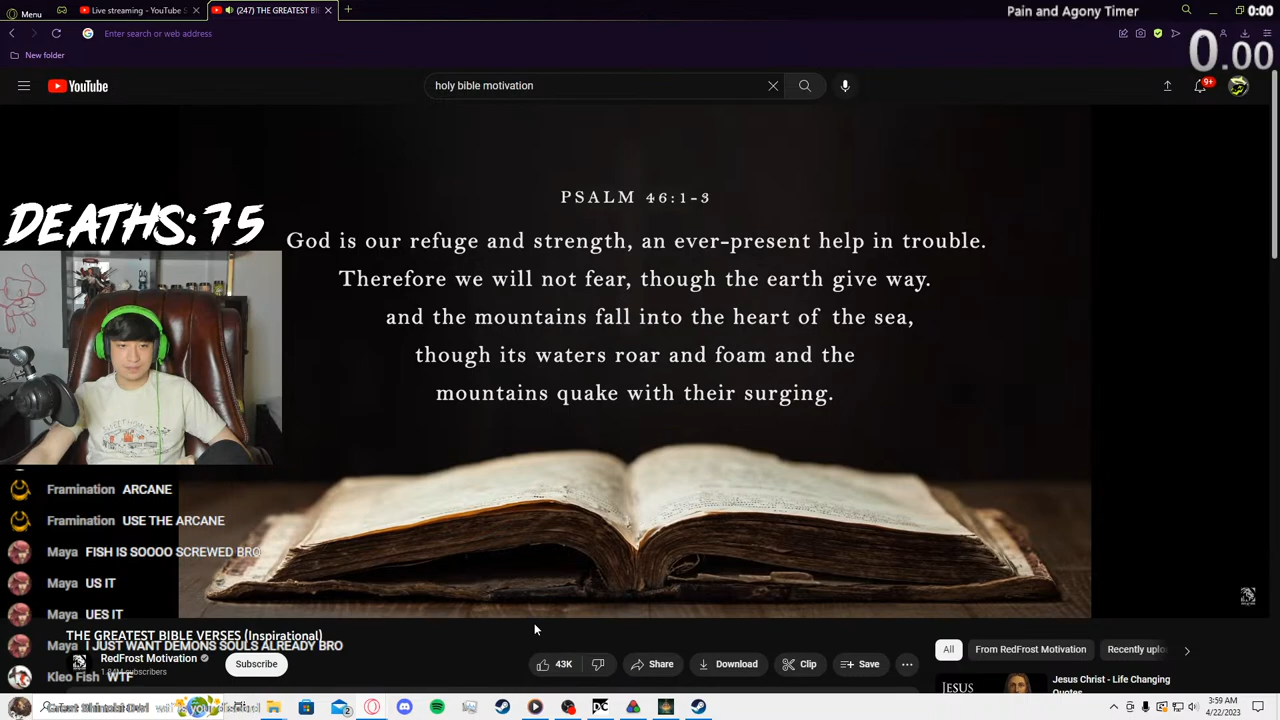 Menu
Live streaming - YouTube S
(247) THE GREATEST BI
Pain and Agony Timer
0:00
Enter search or web address
0.00
New folder
YouTube
holy bible motivation
9+
PSALM 46:1-3
God is our refuge and strength, an ever-present help in trouble.
Therefore we will not fear, though the earth give way.
and the mountains fall into the heart of the sea,
though its waters roar and foam and the
mountains quake with their surging.
DEATHS:75
Framination ARCANE
Framination USE THE ARCANE
Maya FISH IS SOOOO SCREWED BRO
Maya US IT
Maya UES IT
THE GREATEST BIBLE VERSES (Inspirational)
Maya I JUST WANT DEMONS SOULS ALREADY BRO
RedFrost Motivation
subscribers
Subscribe
43K
Share
Download
Clip
Save
All
From RedFrost Motivation
Recently uplo
Kleo Fish WTF
JESUS
Jesus Christ - Life Changing
Quotes
2
3:59 AM
4/22/2023